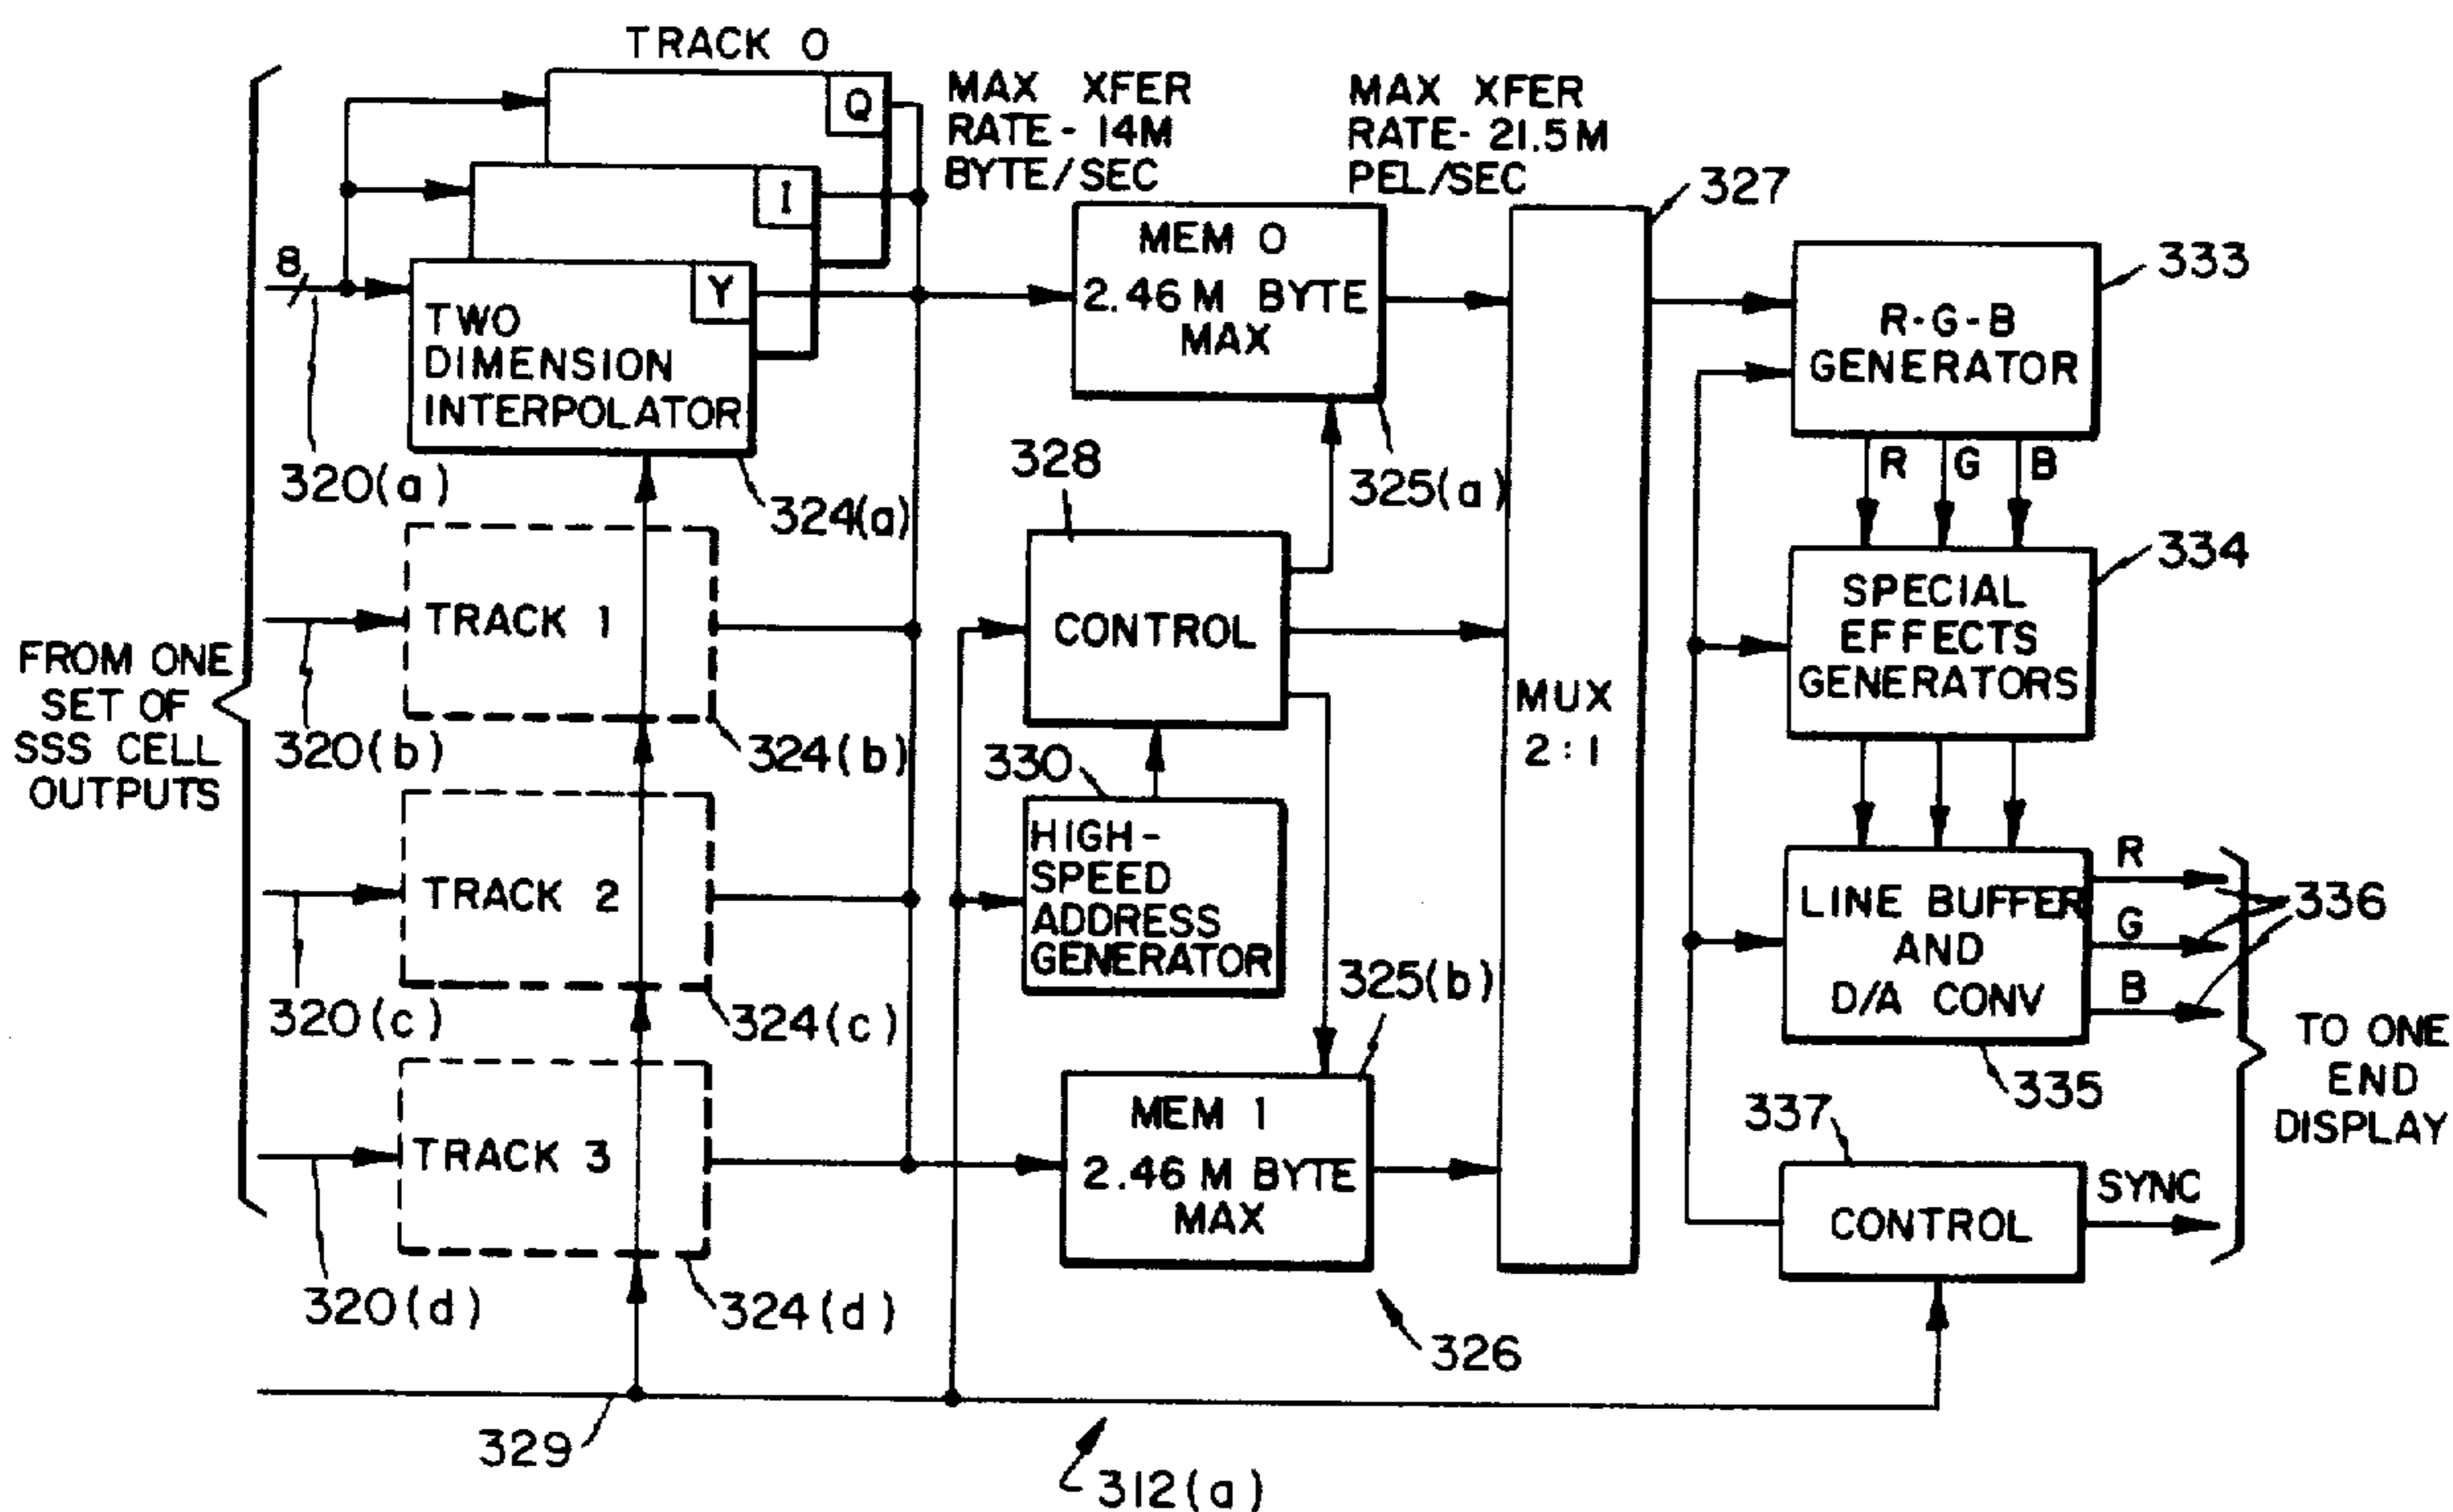 TRACK 0
Q
I
Y
TWO
DIMENSION
INTERPOLATOR
8
320(a)
324(a)
TRACK 1
320(b)
324(b)
TRACK 2
320(c)
324(c)
TRACK 3
320(d)
324(d)
FROM ONE
SET OF
SSS CELL
OUTPUTS
329
MAX XFER
RATE - 14M
BYTE/SEC
MAX XFER
RATE - 21.5M
PEL/SEC
MEM 0
2.46 M BYTE
MAX
325(a)
328
CONTROL
330
HIGH-
SPEED
ADDRESS
GENERATOR
325(b)
MEM 1
2.46 M BYTE
MAX
326
312(a)
327
MUX
2:1
R-G-B
GENERATOR
333
R G B
SPECIAL
EFFECTS
GENERATORS
334
LINE BUFFER
AND
D/A CONV
335
R
G
B
336
337
CONTROL
SYNC
TO ONE
END
DISPLAY